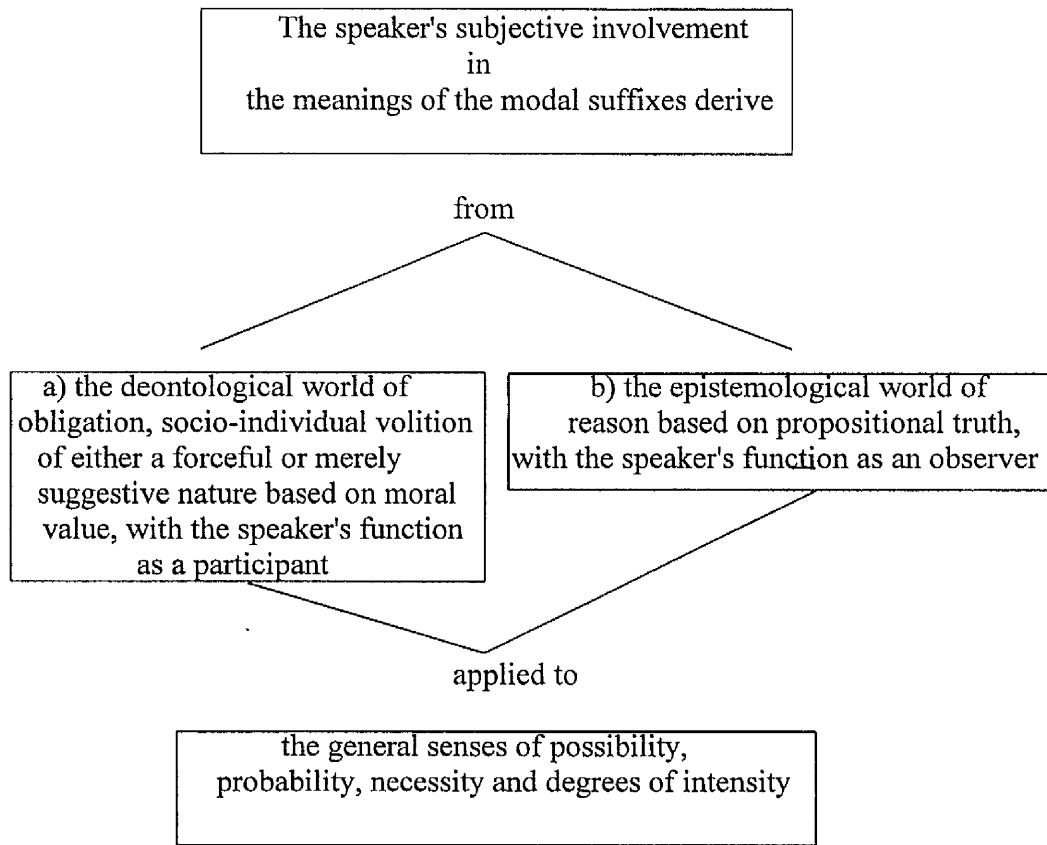 The speaker's subjective involvement
in
the meanings of the modal suffixes derive
from
a) the deontological world of
obligation, socio-individual volition
of either a forceful or merely
suggestive nature based on moral
value, with the speaker's function
as a participant
b) the epistemological world of
reason based on propositional truth,
with the speaker's function as an observer
applied to
the general senses of possibility,
probability, necessity and degrees of intensity